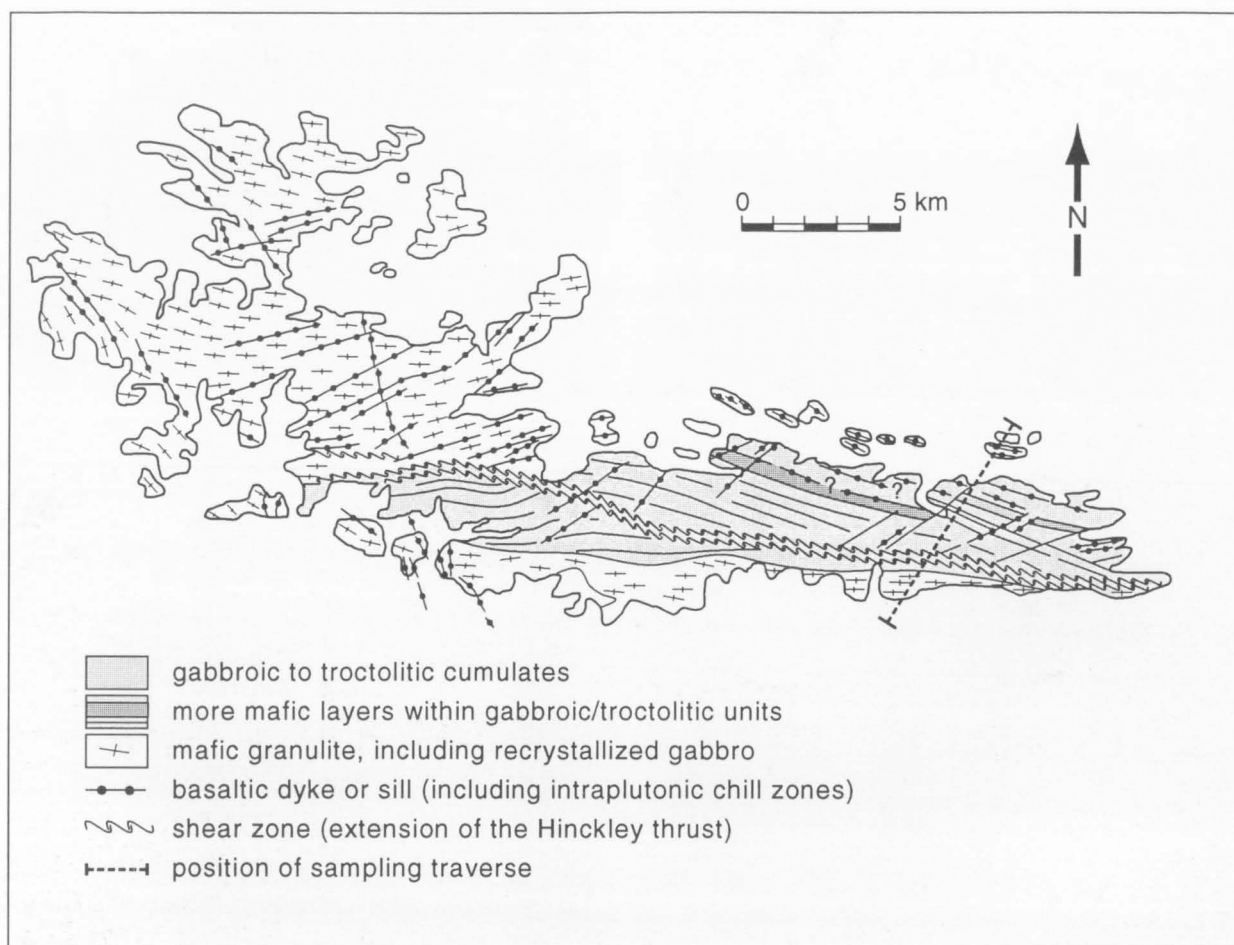 0 5 km
N
? ?
gabbroic to troctolitic cumulates
more mafic layers within gabbroic/troctolitic units
mafic granulite, including recrystallized gabbro
basaltic dyke or sill (including intraplutonic chill zones)
shear zone (extension of the Hinckley thrust)
position of sampling traverse